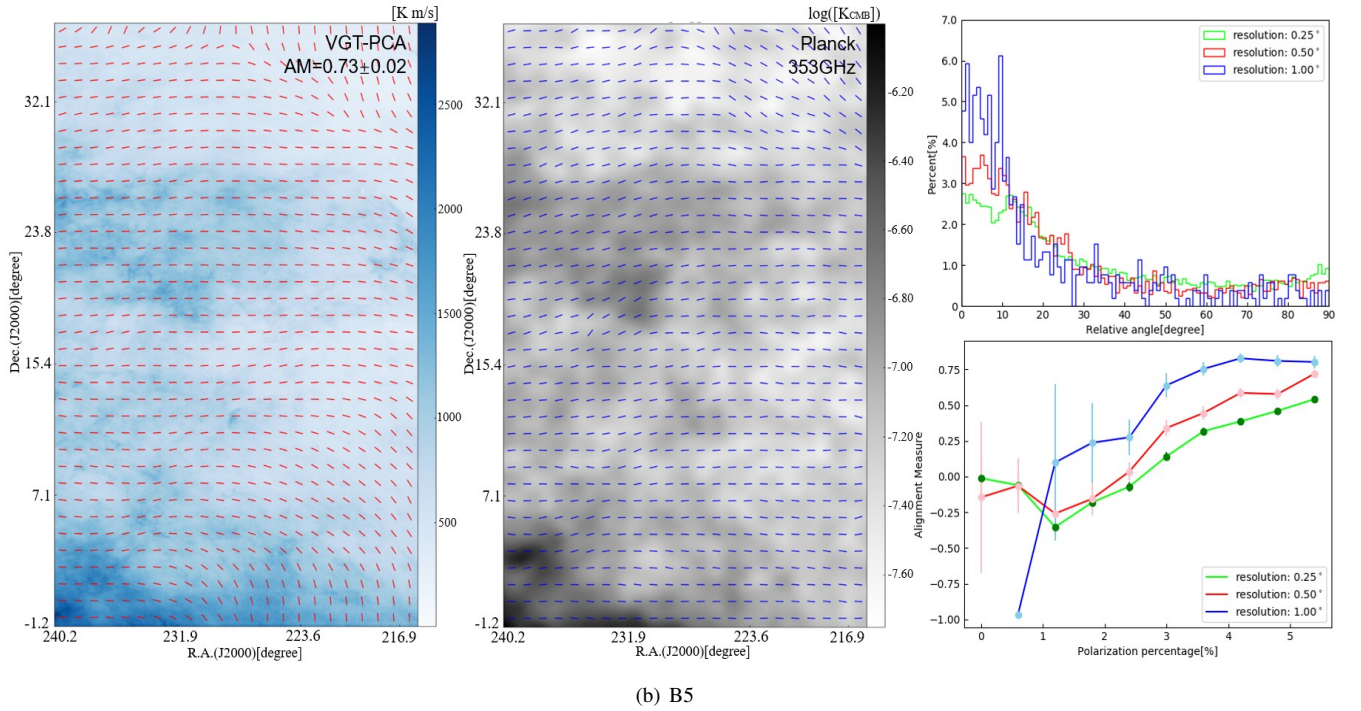 [K m/s]
VGT-PCA
AM=0.73±0.02
32.1
23.8
15.4
7.1
-1.2
Dec.(J2000)[degree]
240.2
231.9
223.6
216.9
R.A.(J2000)[degree]
2500
2000
1500
1000
500
log([KCMB])
Planck
353GHz
32.1
23.8
15.4
7.1
-1.2
Dec.(J2000)[degree]
240.2
231.9
223.6
216.9
R.A.(J2000)[degree]
-6.20
-6.40
-6.60
-6.80
-7.00
-7.20
-7.40
-7.60
resolution: 0.25°
resolution: 0.50°
resolution: 1.00°
7.0
6.0
5.0
4.0
3.0
2.0
1.0
0
Percent[%]
0 10 20 30 40 50 60 70 80 90
Relative angle[degree]
0.75
0.50
0.25
0.00
−0.25
−0.50
−0.75
−1.00
Alignment Measure
resolution: 0.25°
resolution: 0.50°
resolution: 1.00°
0 1 2 3 4 5
Polarization percentage[%]
(b) B5